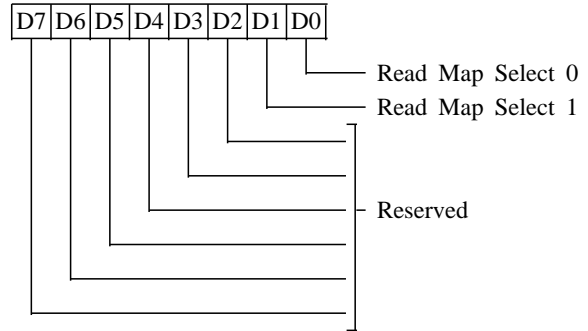 D7 D6 D5 D4 D3 D2 D1 D0
Read Map Select 0
Read Map Select 1
Reserved